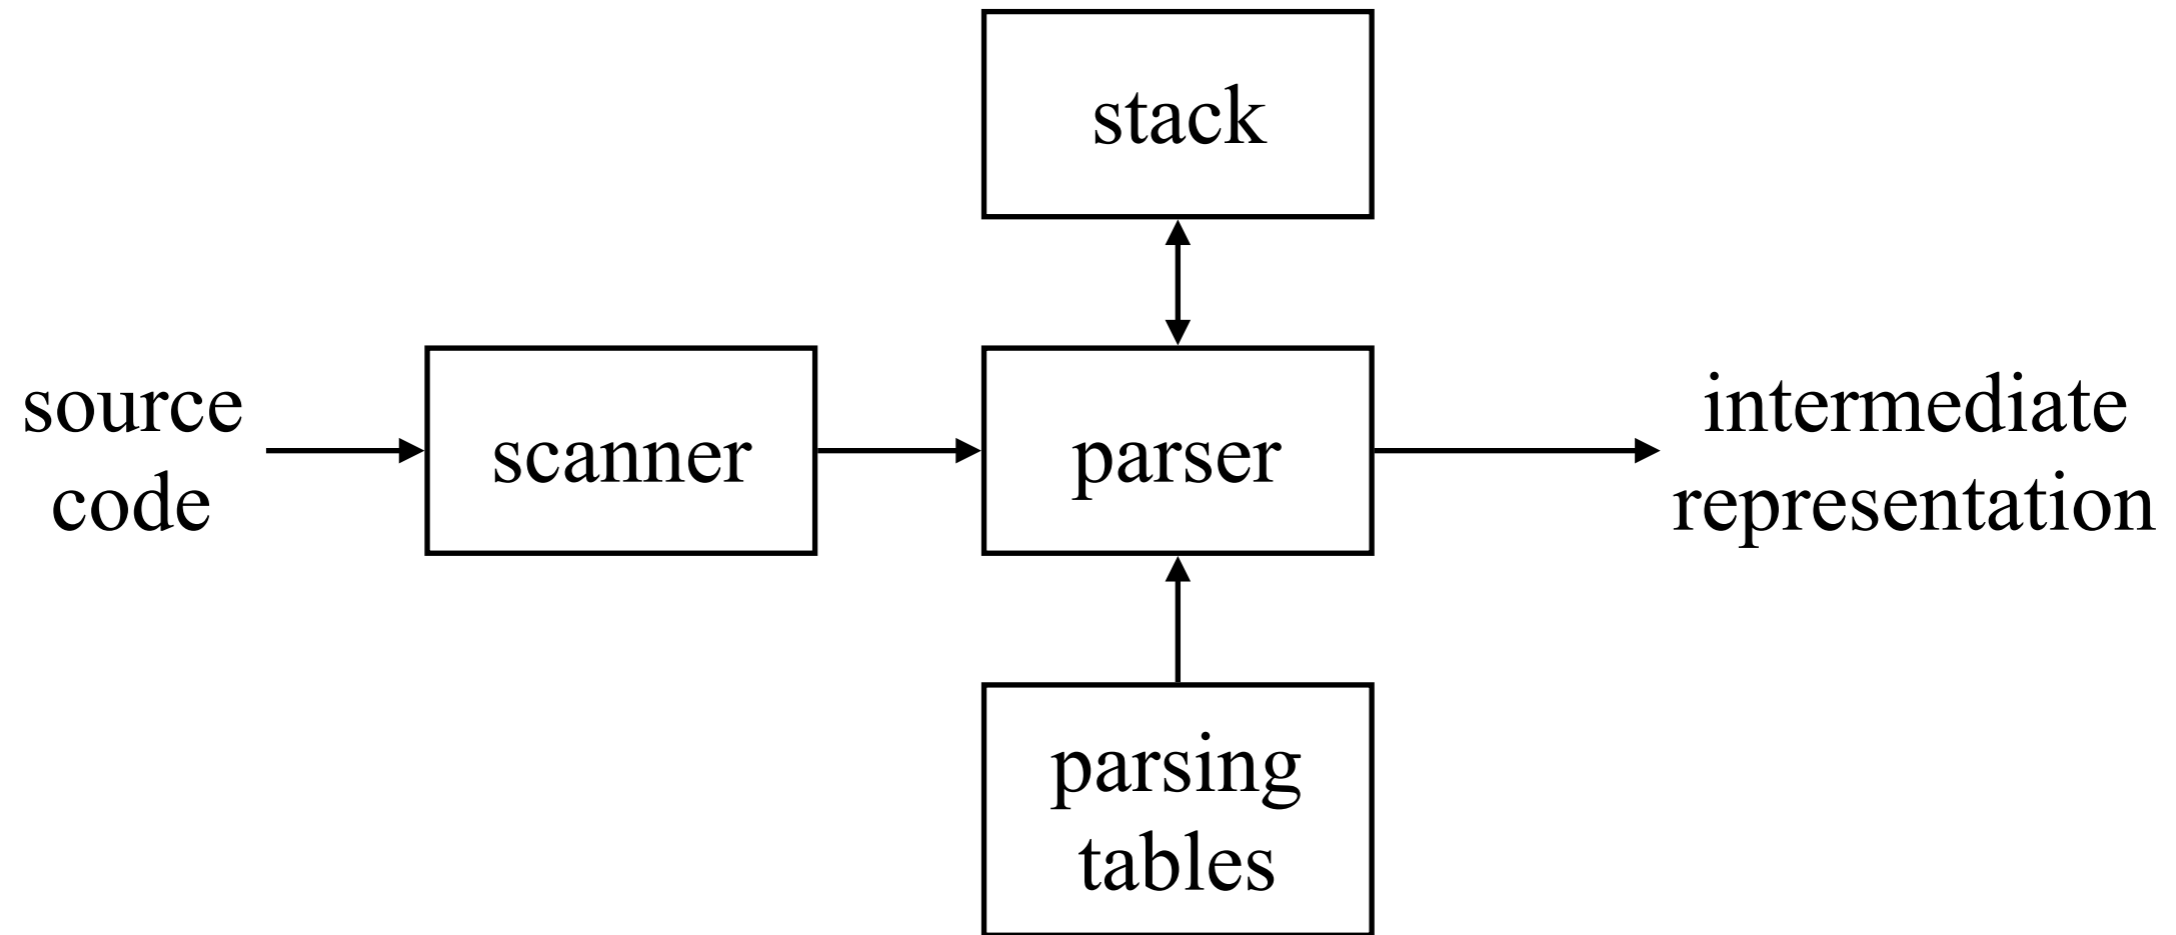 stack
source
code
scanner
parser
intermediate
representation
parsing
tables